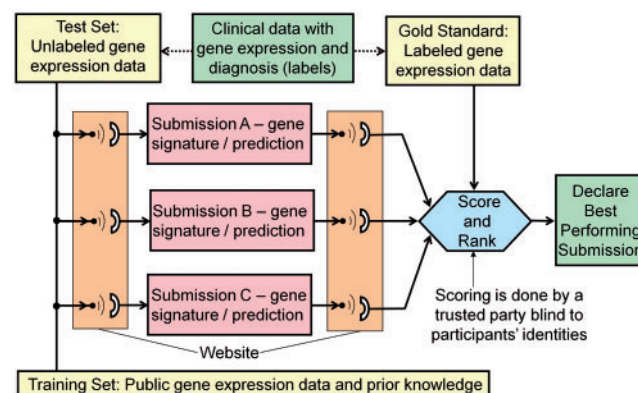 Test Set:
Unlabeled gene
expression data
Clinical data with
gene expression and
diagnosis (labels)
Gold Standard:
Labeled gene
expression data
Submission A – gene
signature / prediction
Submission B – gene
signature / prediction
Submission C – gene
signature / prediction
Score
and
Rank
Declare
Best
Performing
Submission
Scoring is done by a
trusted party blind to
participants' identities
Website
Training Set: Public gene expression data and prior knowledge